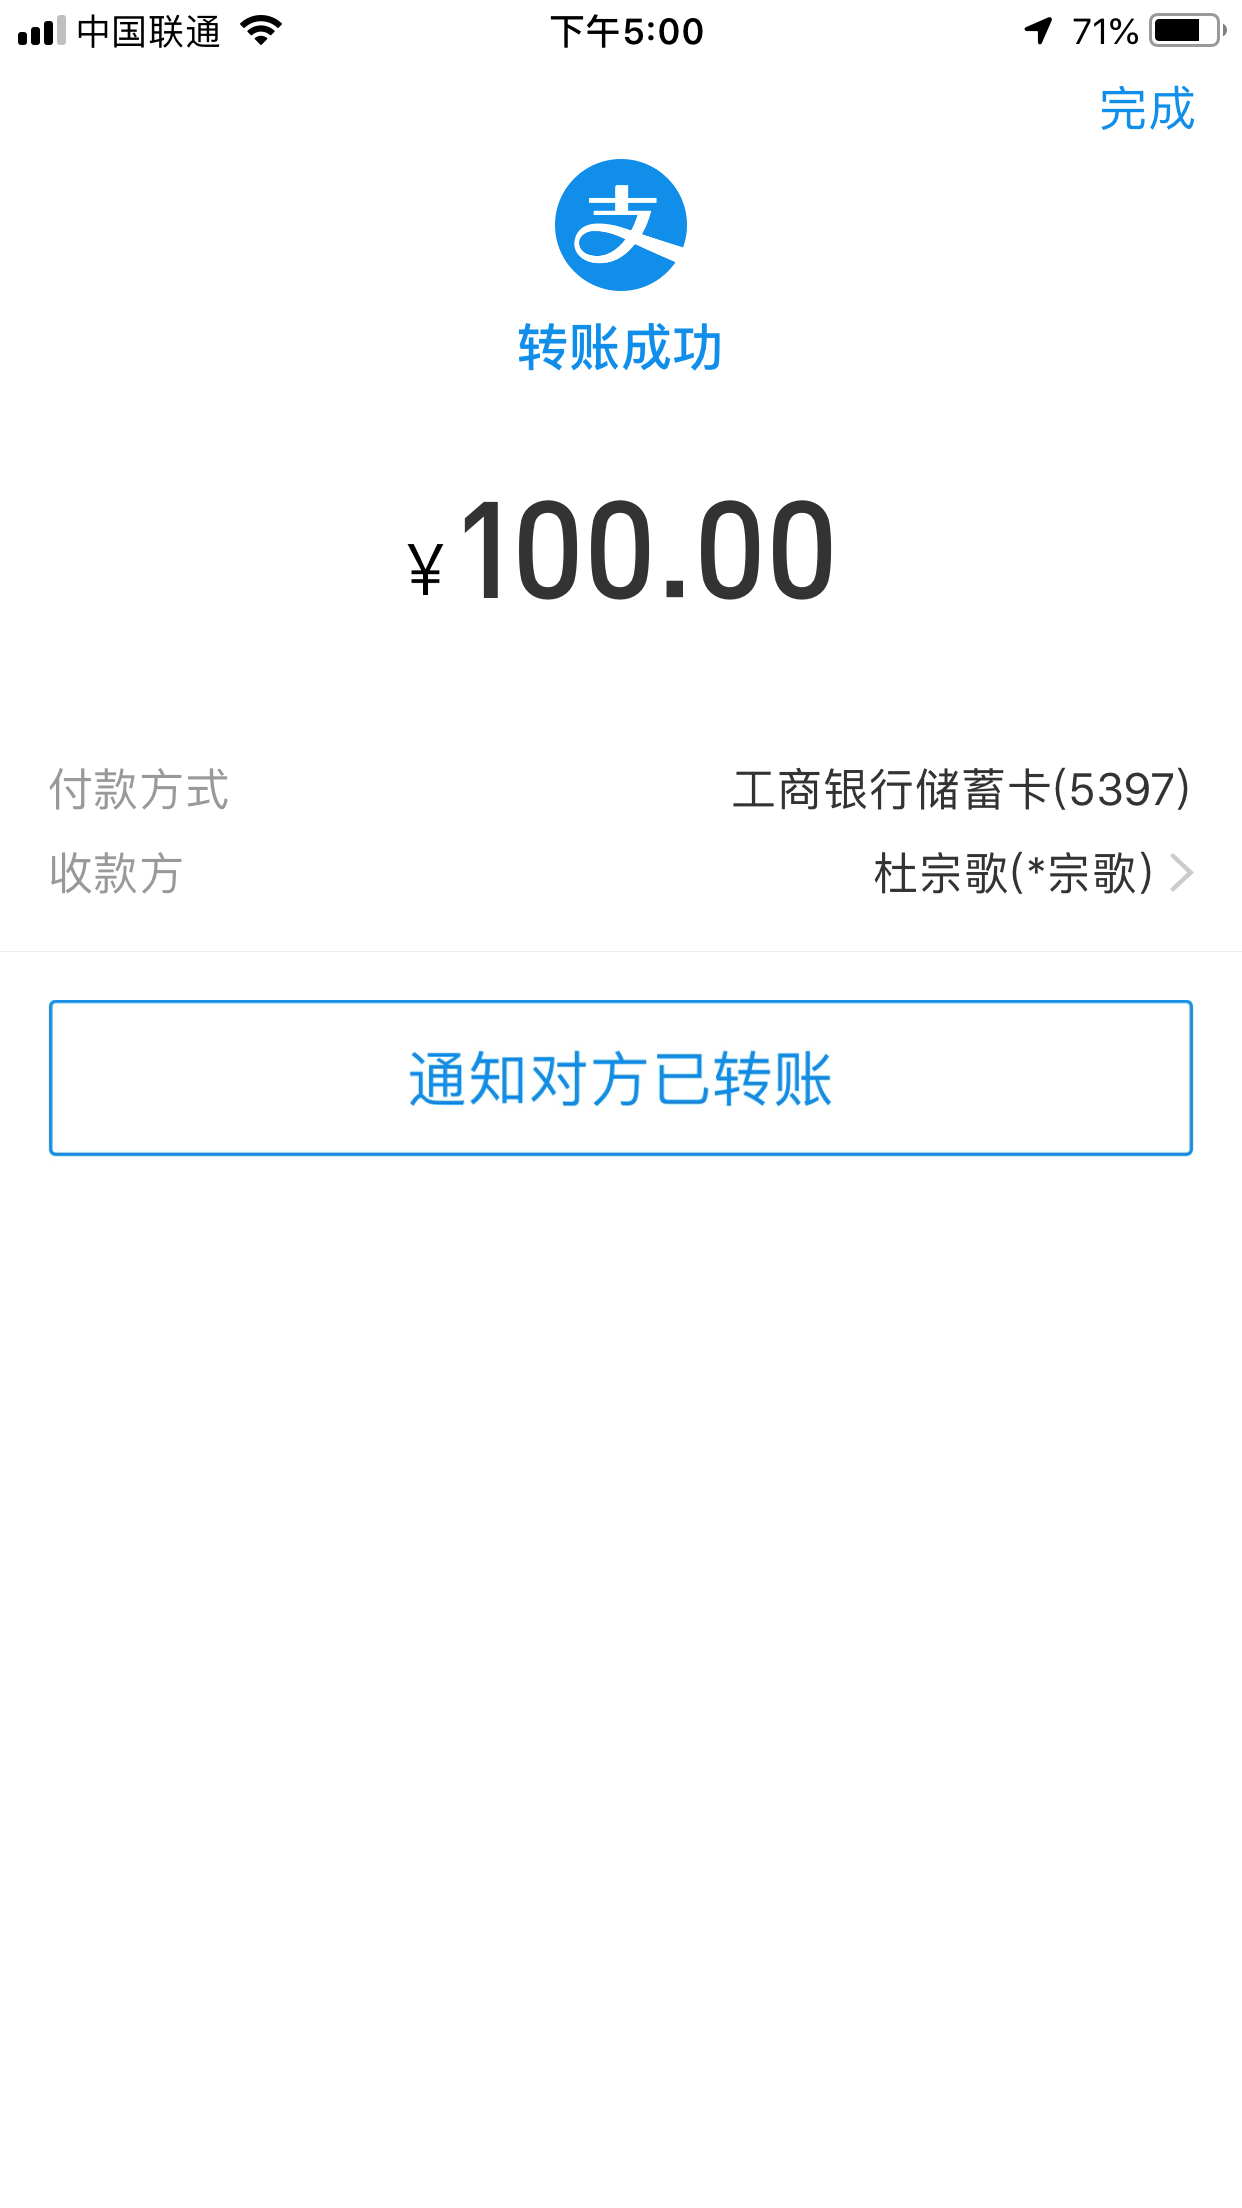 中国联通 下午5:00 71%
完成
支
转账成功
¥100.00
付款方式 工商银行储蓄卡(5397)
收款方 杜宗歌(*宗歌)
通知对方已转账